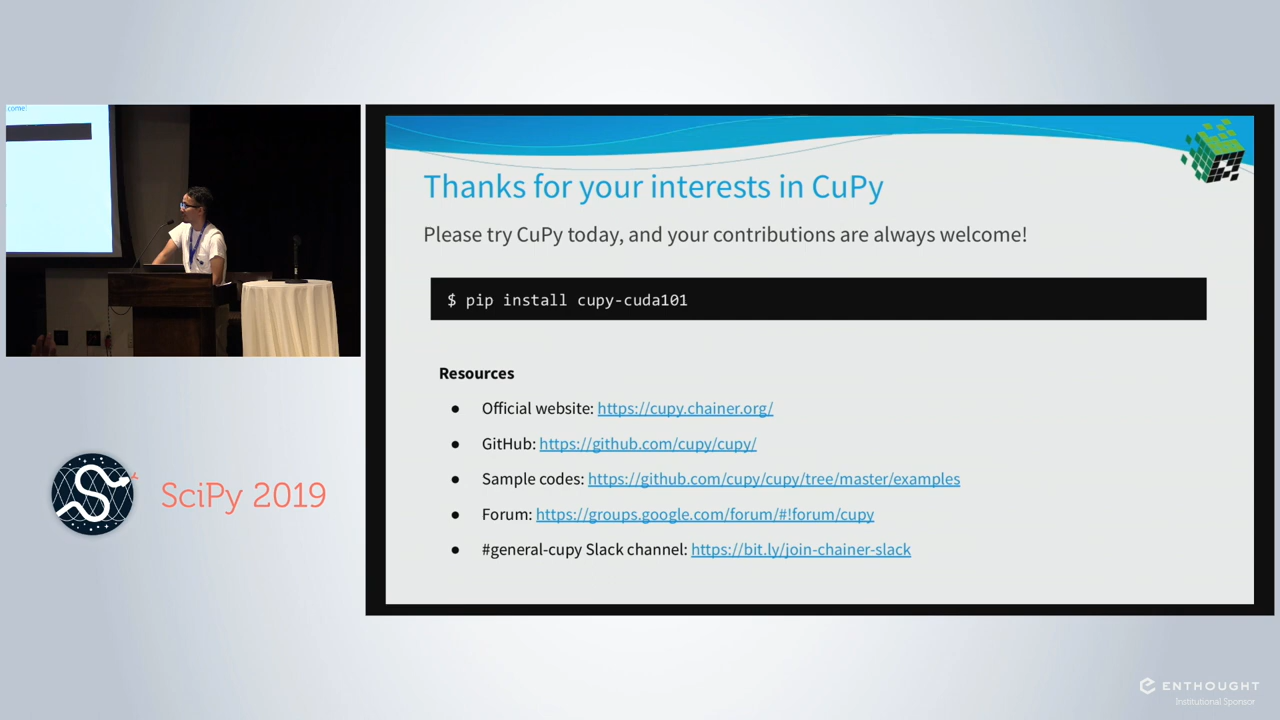 come!
Thanks for your interests in CuPy
Please try CuPy today, and your contributions are always welcome!
$ pip install cupy-cuda101
Resources
● Official website: https://cupy.chainer.org/
● GitHub: https://github.com/cupy/cupy/
● Sample codes: https://github.com/cupy/cupy/tree/master/examples
● Forum: https://groups.google.com/forum/#!forum/cupy
● #general-cupy Slack channel: https://bit.ly/join-chainer-slack
SciPy 2019
ENTHOUGHT
Institutional Sponsor